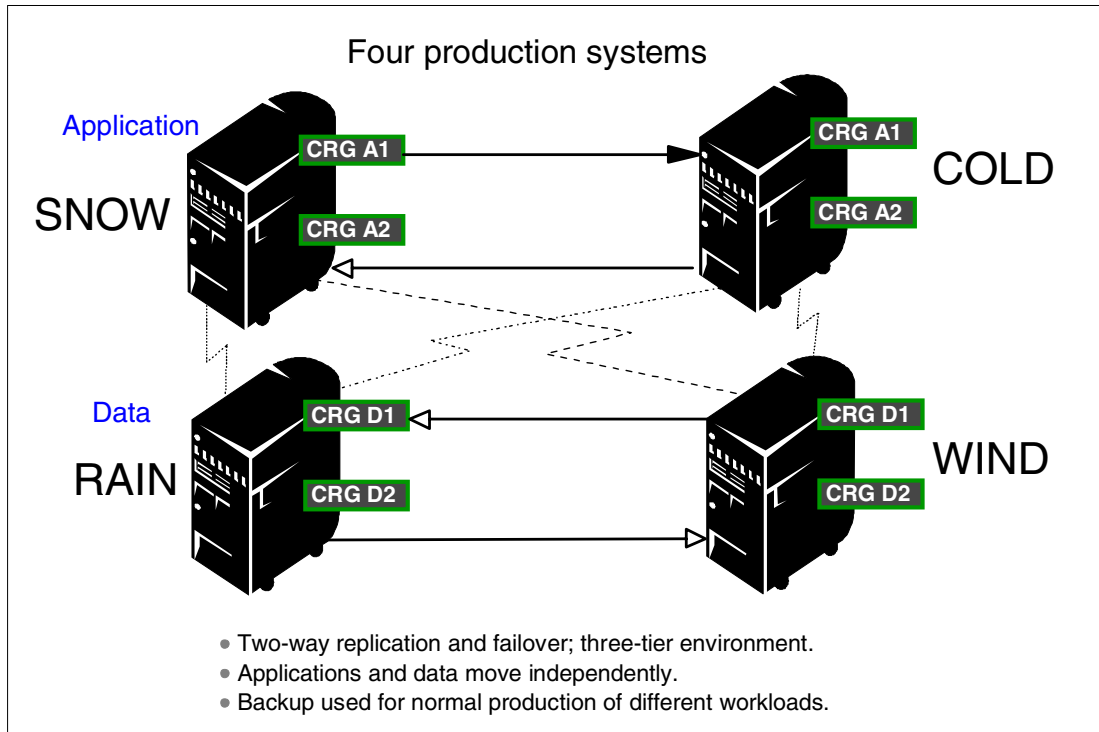 Four production systems
Application
SNOW
CRG A1
CRG A2
CRG A1
CRG A2
COLD
Data
RAIN
CRG D1
CRG D2
CRG D1
CRG D2
WIND
• Two-way replication and failover; three-tier environment.
• Applications and data move independently.
• Backup used for normal production of different workloads.